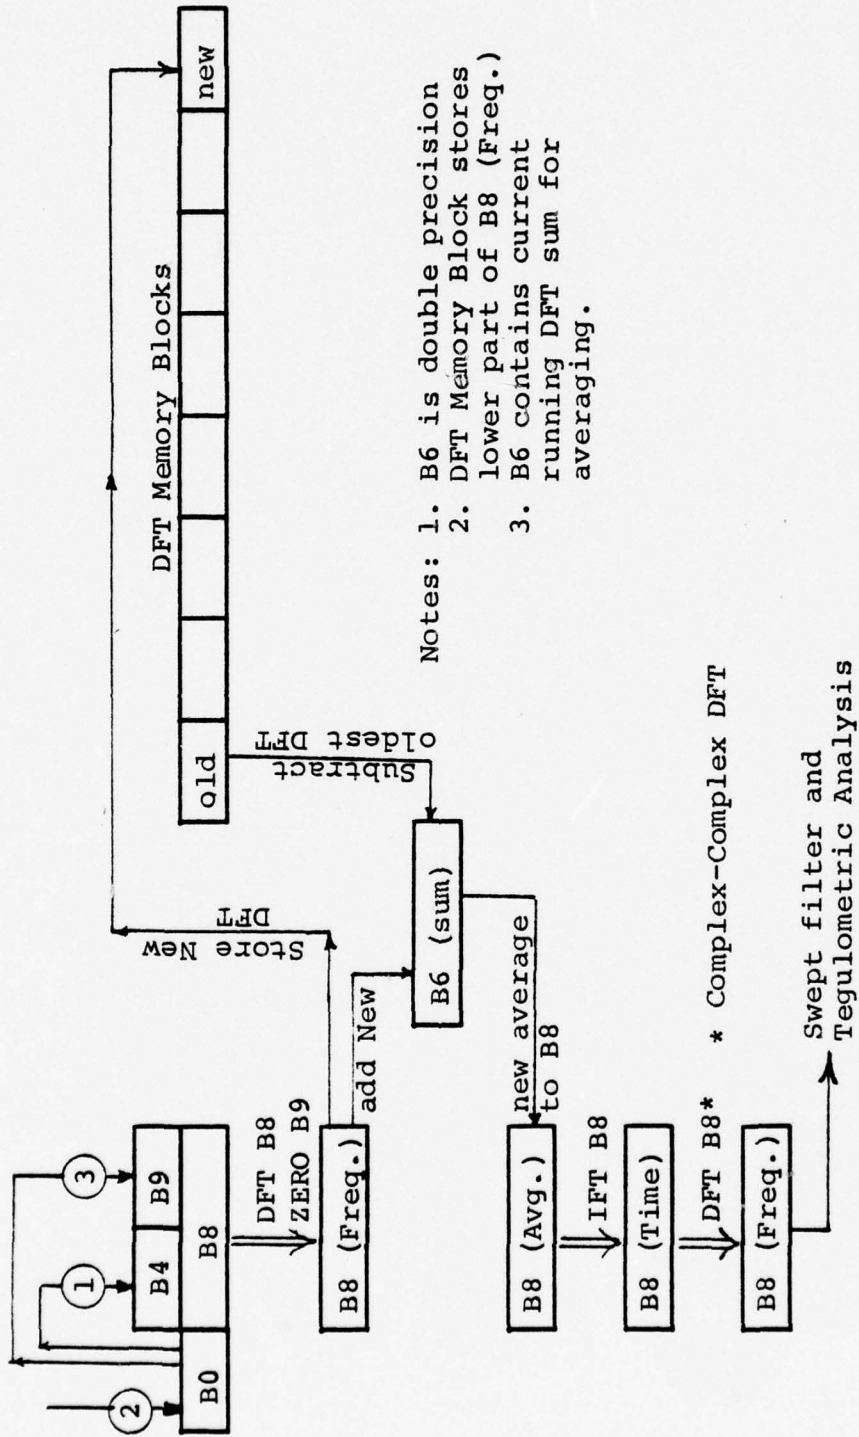 3
1
2
B4
B9
B0
B8
DFT B8
ZERO B9
B8 (Freq.)
Store New
DFT
add New
B6 (sum)
new average
to B8
B8 (Avg.)
IFT B8
B8 (Time)
DFT B8*
* Complex-Complex DFT
B8 (Freq.)
Swept filter and
Tegulometric Analysis
DFT Memory Blocks
old
new
Subtract
oldest DFT
Notes: 1. B6 is double precision
2. DFT Memory Block stores
lower part of B8 (Freq.)
3. B6 contains current
running DFT sum for
averaging.